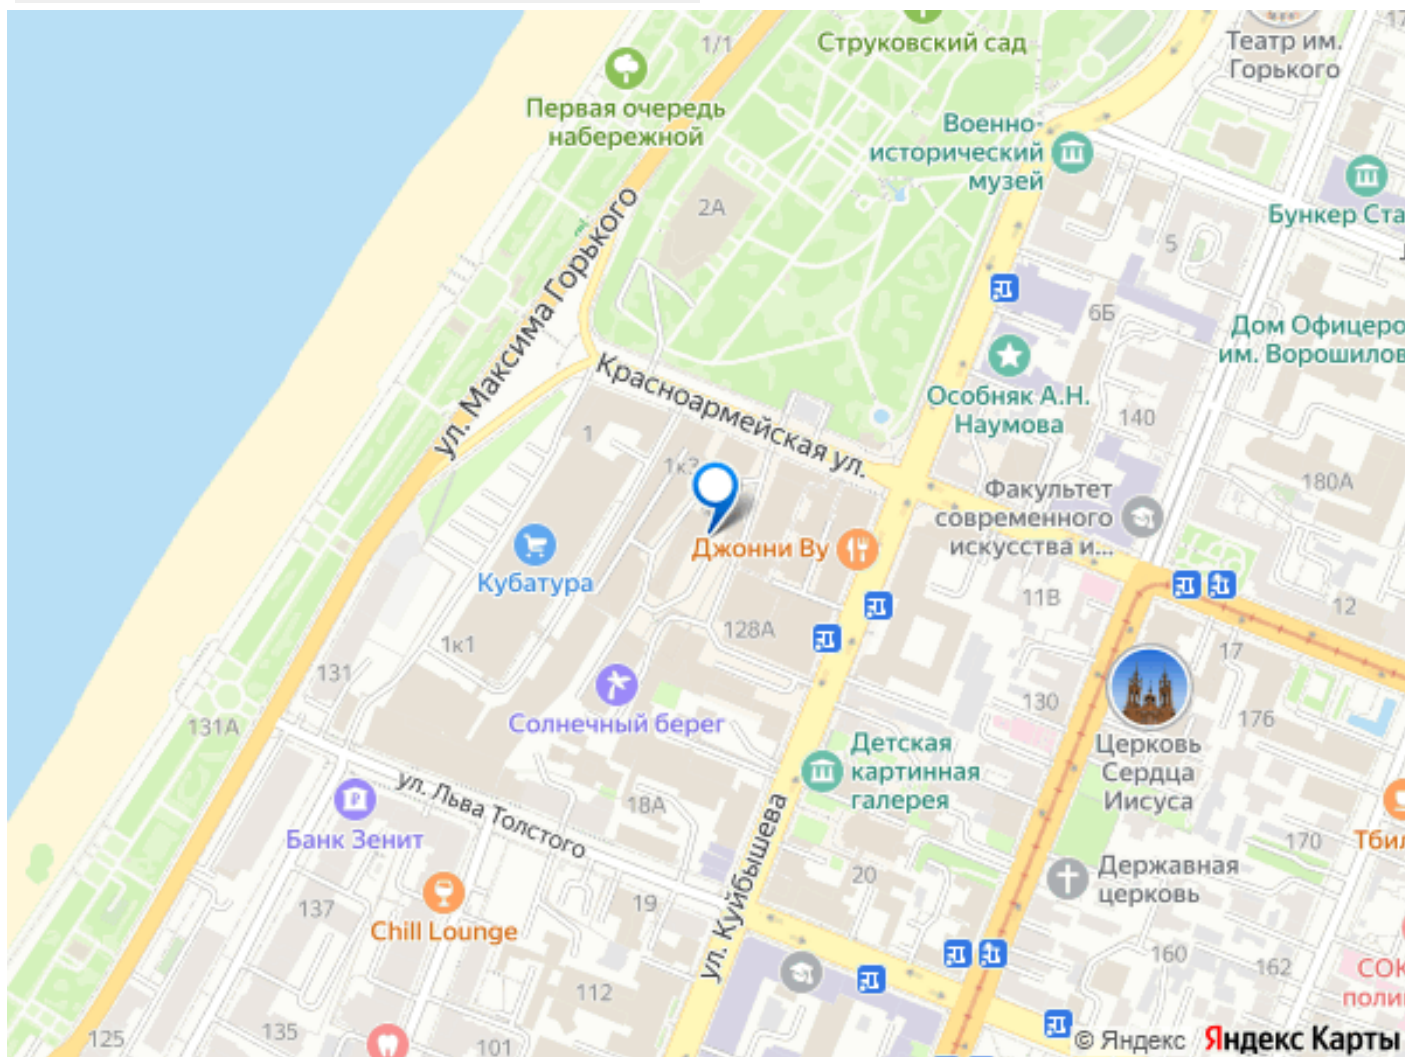 1/1
Струковский сад
Театр им.
Горького
Первая очередь
набережной
Военно-
исторический
музей
2А
Бункер Ста
5
ул. Максима Горького
6Б
Дом Офицеро
им. Ворошилов
Особняк А.Н.
Наумова
140
Красноармейская ул.
1
1к3
180А
Факультет
современного
искусства и...
Джонни Ву
Кубатура
11В
12
128А
1к1
17
131
Солнечный берег
130
176
131А
Детская
картинная
галерея
Церковь
Сердца
Иисуса
ул. Льва Толстого
18А
Банк Зенит
ул. Куйбышева
170
Державная
церковь
20
137
19
Chill Lounge
160
162
112
135
125
101
© Яндекс Яндекс Карты